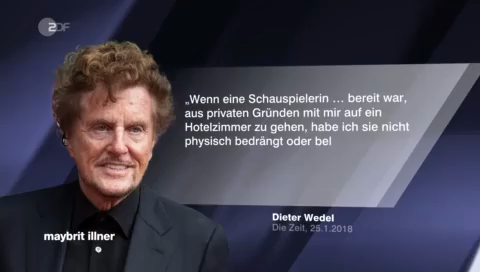 ZDF
„Wenn eine Schauspielerin … bereit war,
aus privaten Gründen mit mir auf ein
Hotelzimmer zu gehen, habe ich sie nicht
physisch bedrängt oder bel
Dieter Wedel
Die Zeit, 25.1.2018
maybrit illner